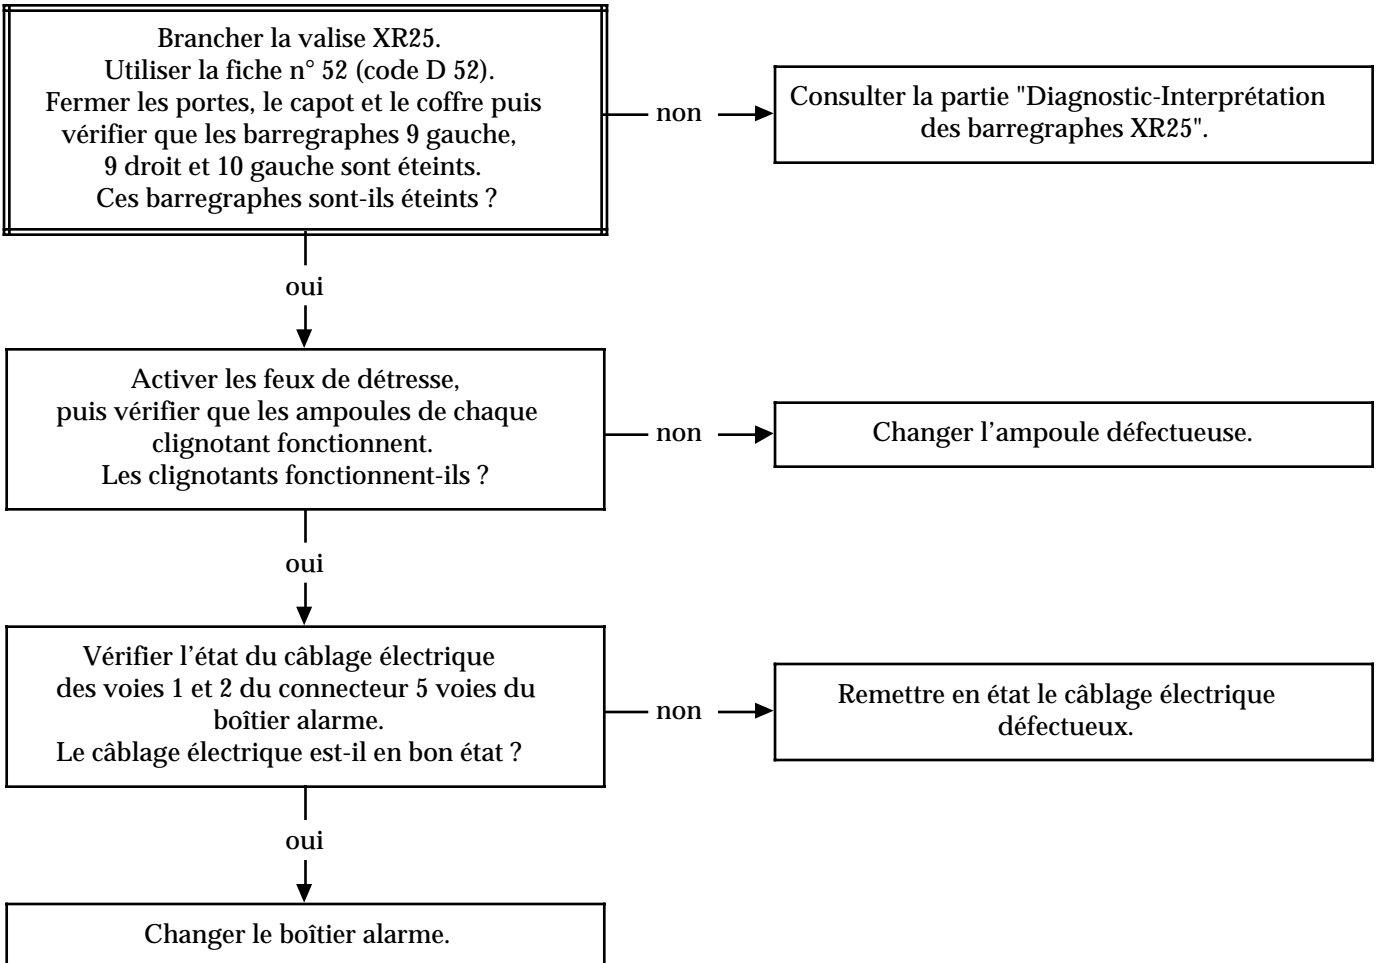 Brancher la valise XR25.
Utiliser la fiche n° 52 (code D 52).
Fermer les portes, le capot et le coffre puis
vérifier que les barregraphes 9 gauche,
9 droit et 10 gauche sont éteints.
Ces barregraphes sont-ils éteints ?
non
Consulter la partie "Diagnostic-Interprétation
des barregraphes XR25".
oui
Activer les feux de détresse,
puis vérifier que les ampoules de chaque
clignotant fonctionnent.
Les clignotants fonctionnent-ils ?
non
Changer l’ampoule défectueuse.
oui
Vérifier l’état du câblage électrique
des voies 1 et 2 du connecteur 5 voies du
boîtier alarme.
Le câblage électrique est-il en bon état ?
non
Remettre en état le câblage électrique
défectueux.
oui
Changer le boîtier alarme.